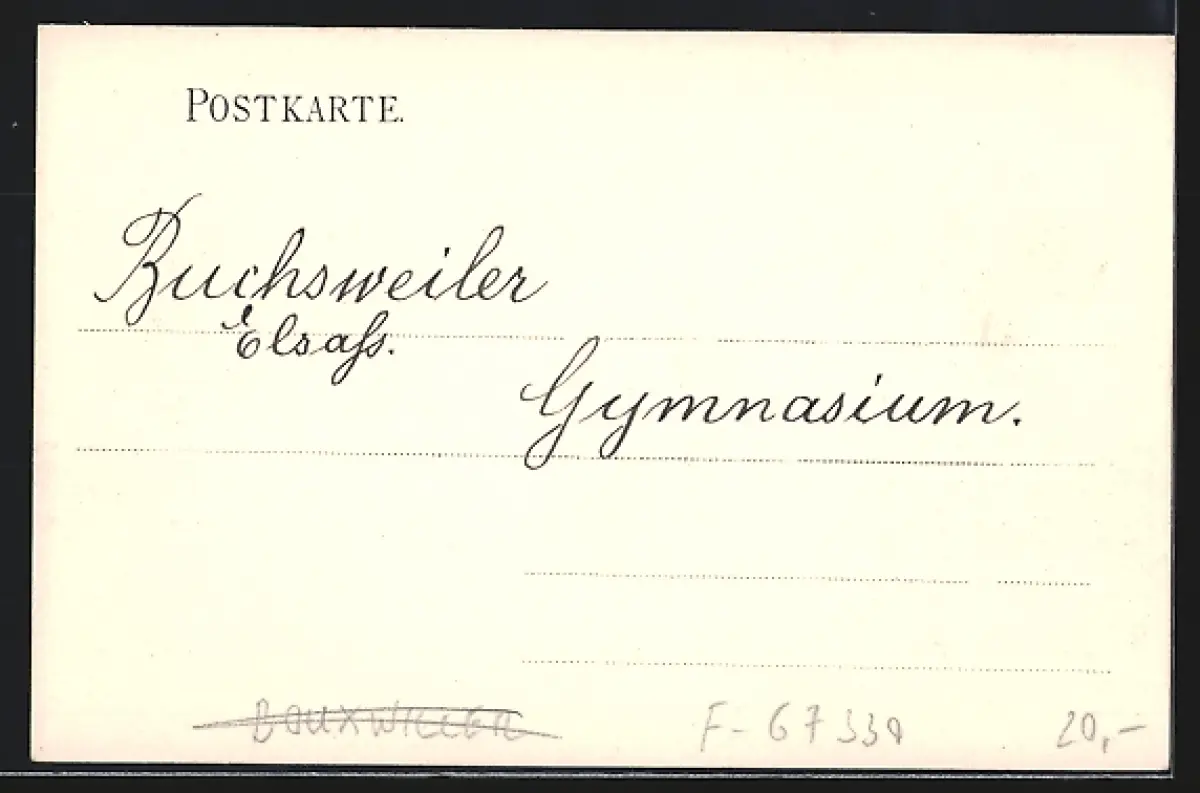 POSTKARTE.
Buchsweiler
Elsaſs.
Gymnasium.
BOUXWILLER
F-67330 20,-